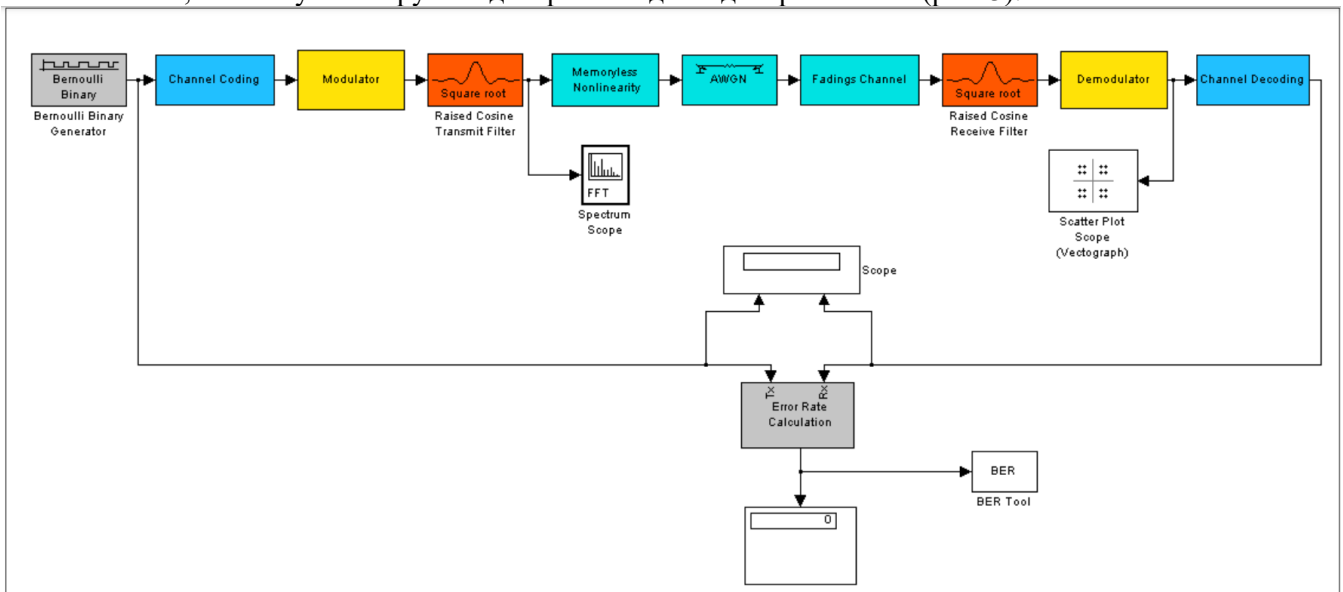 Bernoulli
Binary
Bernoulli Binary
Generator
Channel Coding
Modulator
Square root
Raised Cosine
Transmit Filter
Memoryless
Nonlinearity
AWGN
Fadings Channel
Square root
Raised Cosine
Receive Filter
Demodulator
Channel Decoding
FFT
Spectrum
Scope
Scatter Plot
Scope
(Vectograph)
Scope
Tx
Rx
Error Rate
Calculation
BER
BER Tool
0